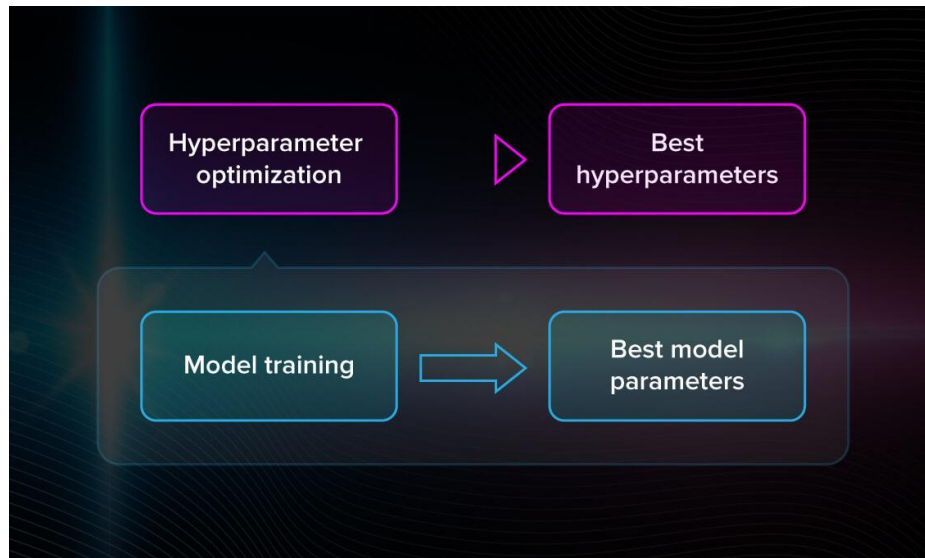 Hyperparameter
optimization
Best
hyperparameters
Model training
Best model
parameters